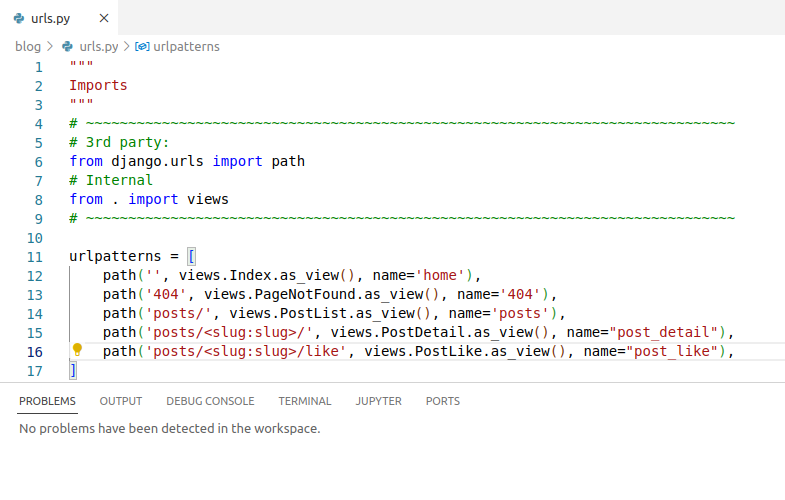 urls.py ×
blog > urls.py > urlpatterns
1 """
2 Imports
3 """
4 # ~~~~~~~~~~~~~~~~~~~~~~~~~~~~~~~~~~~~~~~~~~~~~~~~~~~~~~~~~~~~~~~~~~~~~~~~~~~~~
5 # 3rd party:
6 from django.urls import path
7 # Internal
8 from . import views
9 # ~~~~~~~~~~~~~~~~~~~~~~~~~~~~~~~~~~~~~~~~~~~~~~~~~~~~~~~~~~~~~~~~~~~~~~~~~~~~~
10
11 urlpatterns = [
12     path('', views.Index.as_view(), name='home'),
13     path('404', views.PageNotFound.as_view(), name='404'),
14     path('posts/', views.PostList.as_view(), name='posts'),
15     path('posts/<slug:slug>/', views.PostDetail.as_view(), name="post_detail"),
16     path('posts/<slug:slug>/like', views.PostLike.as_view(), name="post_like"),
17 ]
PROBLEMS OUTPUT DEBUG CONSOLE TERMINAL JUPYTER PORTS
No problems have been detected in the workspace.